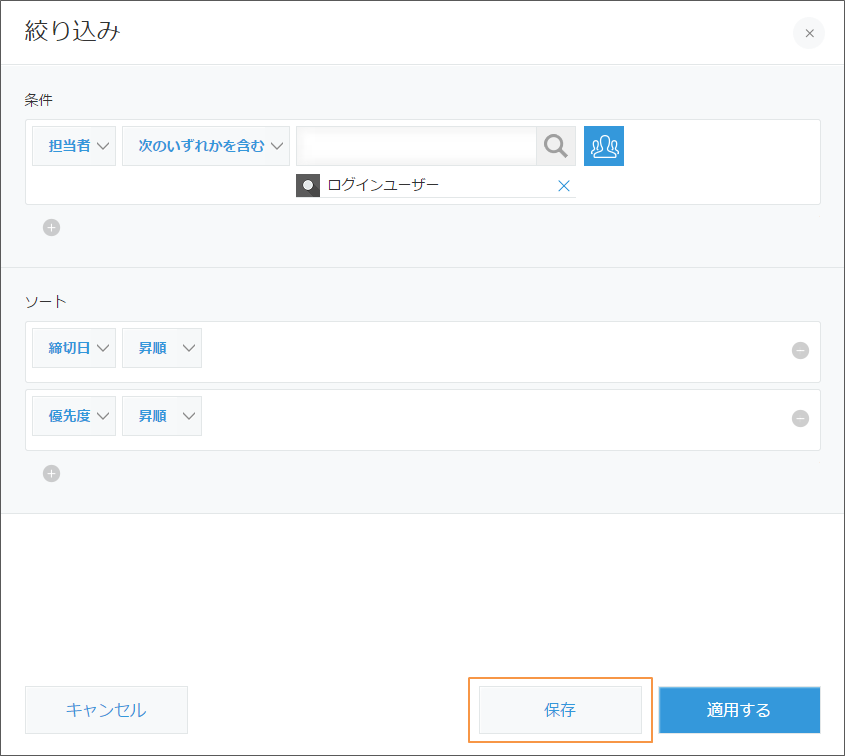 絞り込み
条件
担当者 次のいずれかを含む
ログインユーザー
ソート
締切日 昇順
優先度 昇順
キャンセル 保存 適用する